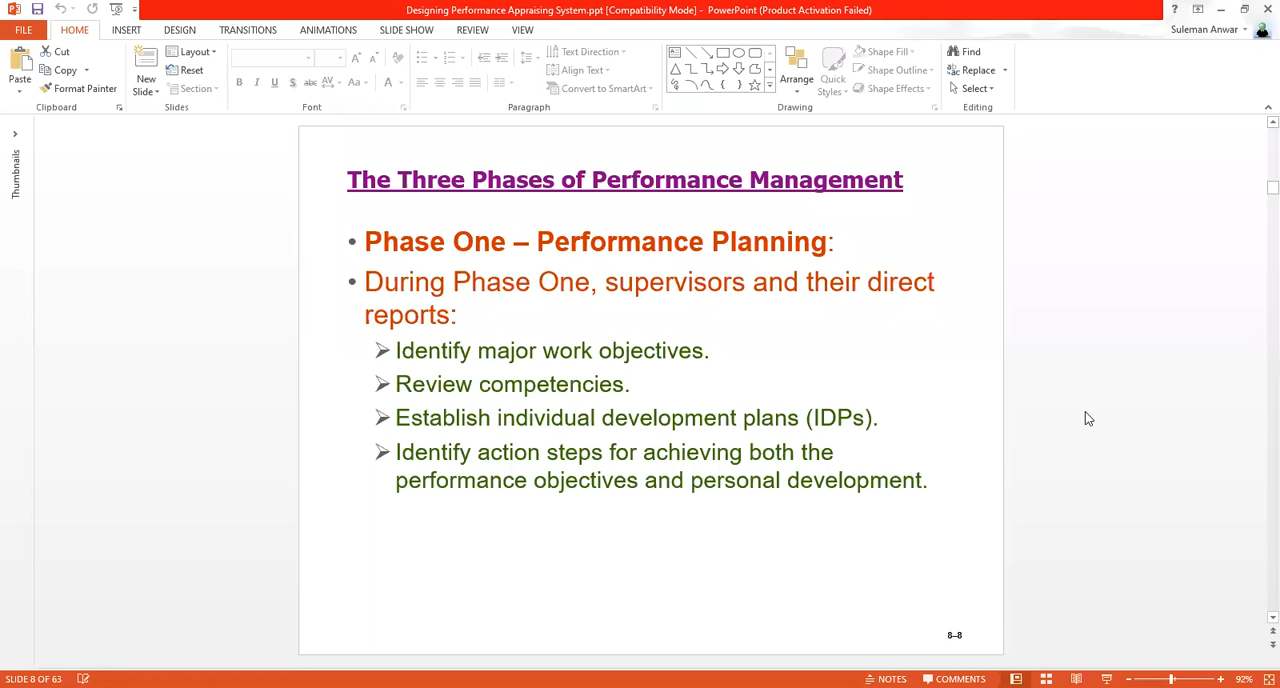 Designing Performance Appraising System.ppt [Compatibility Mode] - PowerPoint (Product Activation Failed)
FILE HOME INSERT DESIGN TRANSITIONS ANIMATIONS SLIDE SHOW REVIEW VIEW Suleman Anwar
Paste Cut Copy Format Painter
Clipboard
New Slide Layout Reset Section
Slides
B I U S abc AV Aa A
Font
Text Direction Align Text Convert to SmartArt
Paragraph
Arrange Quick Styles Shape Fill Shape Outline Shape Effects
Drawing
Find Replace Select
Editing
Thumbnails
The Three Phases of Performance Management
• Phase One – Performance Planning:
• During Phase One, supervisors and their direct
reports:
➢ Identify major work objectives.
➢ Review competencies.
➢ Establish individual development plans (IDPs).
➢ Identify action steps for achieving both the
performance objectives and personal development.
8–8
SLIDE 8 OF 63 NOTES COMMENTS 92%